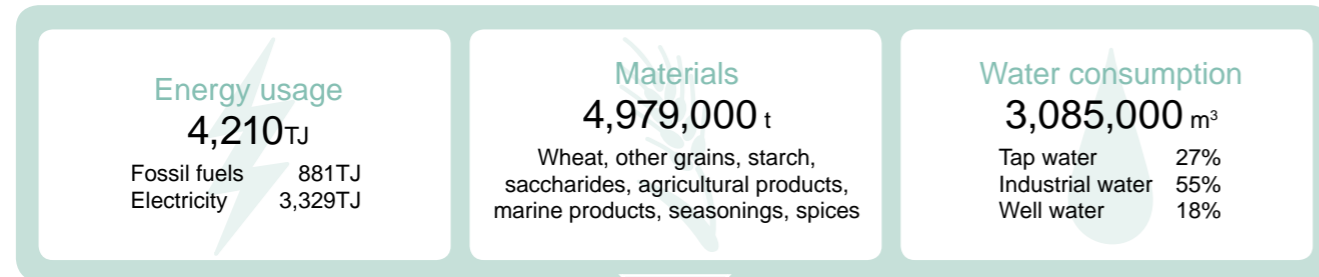 Energy usage
4,210TJ
Fossil fuels 881TJ
Electricity 3,329TJ
Materials
4,979,000 t
Wheat, other grains, starch,
saccharides, agricultural products,
marine products, seasonings, spices
Water consumption
3,085,000 m³
Tap water 27%
Industrial water 55%
Well water 18%